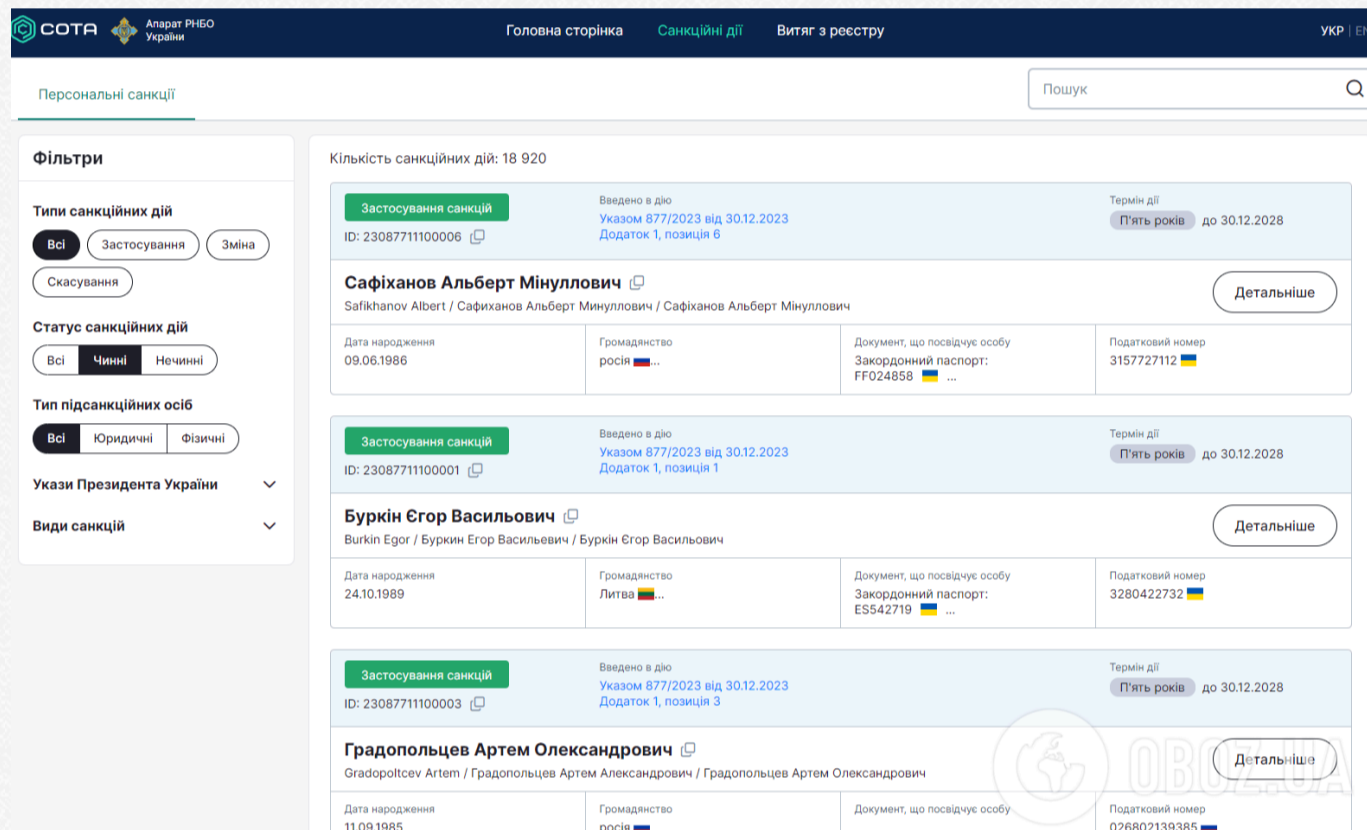 СОТА
Апарат РНБО
України
Головна сторінка
Санкційні дії
Витяг з реєстру
УКР | EN
Персональні санкції
Пошук
Фільтри
Типи санкційних дій
Всі
Застосування
Зміна
Скасування
Статус санкційних дій
Всі
Чинні
Нечинні
Тип підсанкційних осіб
Всі
Юридичні
Фізичні
Укази Президента України
Види санкцій
Кількість санкційних дій: 18 920
Застосування санкцій
ID: 23087711100006
Введено в дію
Указом 877/2023 від 30.12.2023
Додаток 1, позиція 6
Термін дії
П'ять років до 30.12.2028
Сафіханов Альберт Мінуллович
Safikhanov Albert / Сафиханов Альберт Минуллович / Сафіханов Альберт Мінуллович
Детальніше
Дата народження
09.06.1986
Громадянство
росія ...
Документ, що посвідчує особу
Закордонний паспорт:
FF024858 ...
Податковий номер
3157727112
Застосування санкцій
ID: 23087711100001
Введено в дію
Указом 877/2023 від 30.12.2023
Додаток 1, позиція 1
Термін дії
П'ять років до 30.12.2028
Буркін Єгор Васильович
Burkin Egor / Буркин Егор Васильевич / Буркін Єгор Васильович
Детальніше
Дата народження
24.10.1989
Громадянство
Литва ...
Документ, що посвідчує особу
Закордонний паспорт:
ES542719 ...
Податковий номер
3280422732
Застосування санкцій
ID: 23087711100003
Введено в дію
Указом 877/2023 від 30.12.2023
Додаток 1, позиція 3
Термін дії
П'ять років до 30.12.2028
Градопольцев Артем Олександрович
Gradopoltcev Artem / Градопольцев Артем Александрович / Градопольцев Артем Олександрович
Детальніше
OBOZ.UA
Дата народження
11.09.1985
Громадянство
росія
Документ, що посвідчує особу
Податковий номер
026802139385